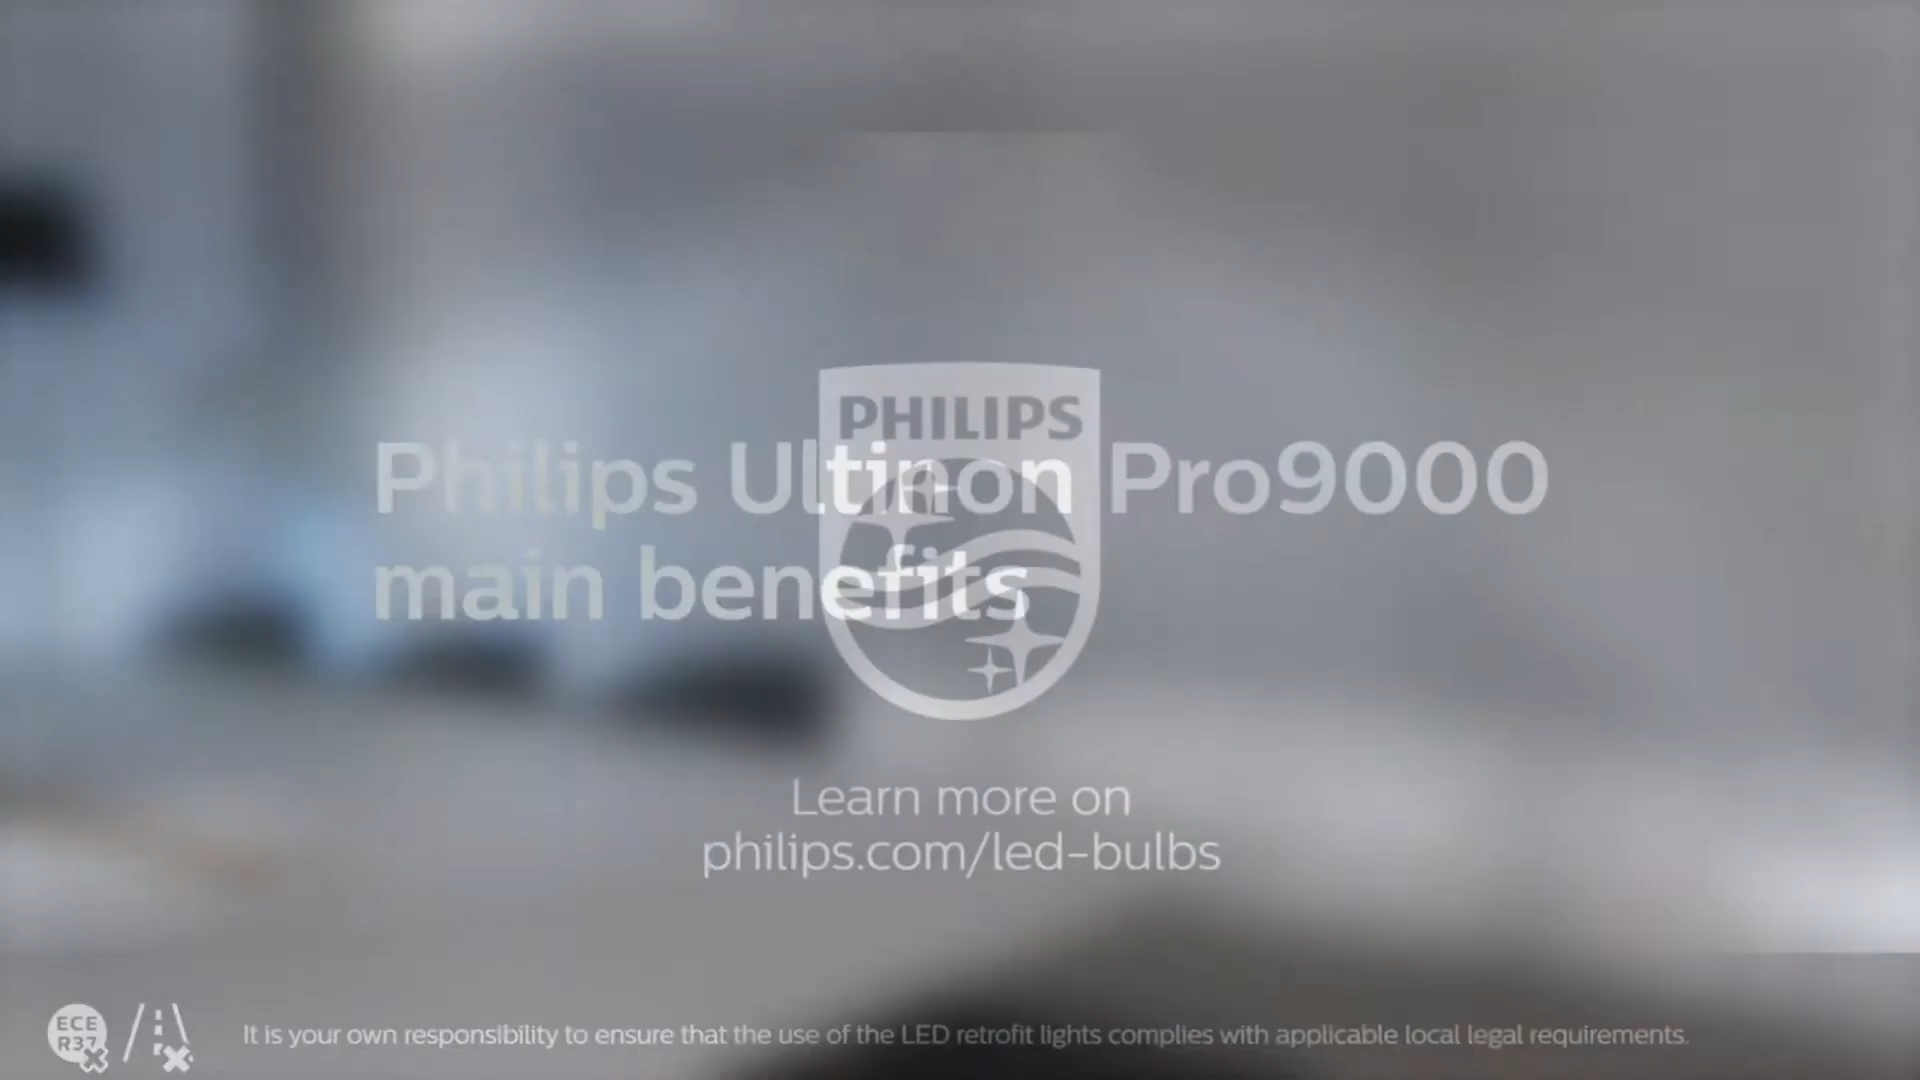 PHILIPS
Philips Ultinon Pro9000
main benefits
Learn more on
philips.com/led-bulbs
ECE
R37
It is your own responsibility to ensure that the use of the LED retrofit lights complies with applicable local legal requirements.